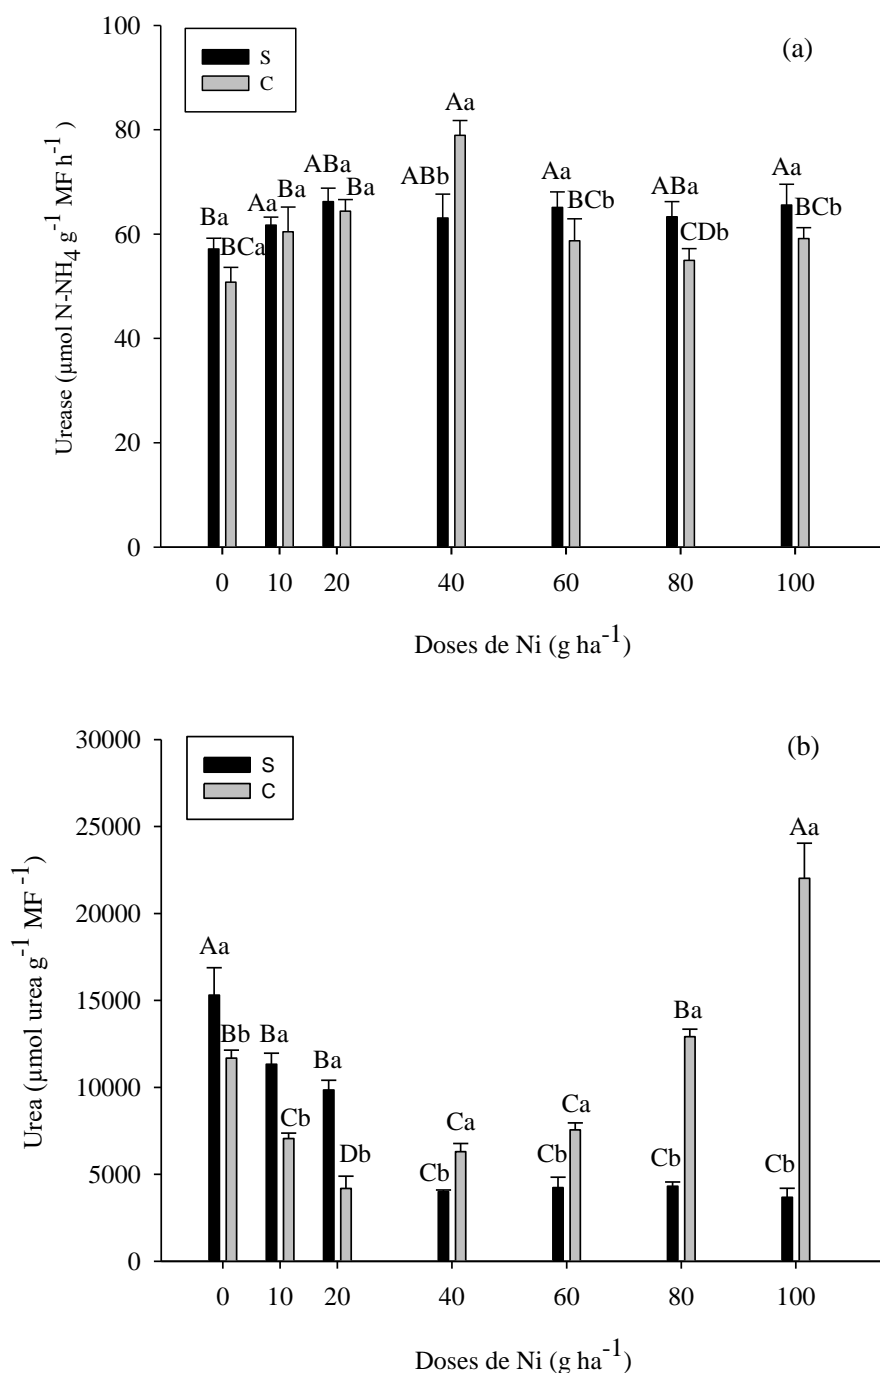 (a)
S
C
Urease (µmol N-NH4 g-1 MF h-1)
100
80
60
40
20
0
Ba
BCa
Aa
Ba
ABa
Ba
ABb
Aa
Aa
BCb
ABa
CDb
Aa
BCb
0 10 20 40 60 80 100
Doses de Ni (g ha-1)
(b)
S
C
Urea (µmol urea g-1 MF -1)
30000
25000
20000
15000
10000
5000
0
Aa
Bb
Ba
Cb
Ba
Db
Cb
Ca
Cb
Ca
Cb
Ba
Cb
Aa
0 10 20 40 60 80 100
Doses de Ni (g ha-1)